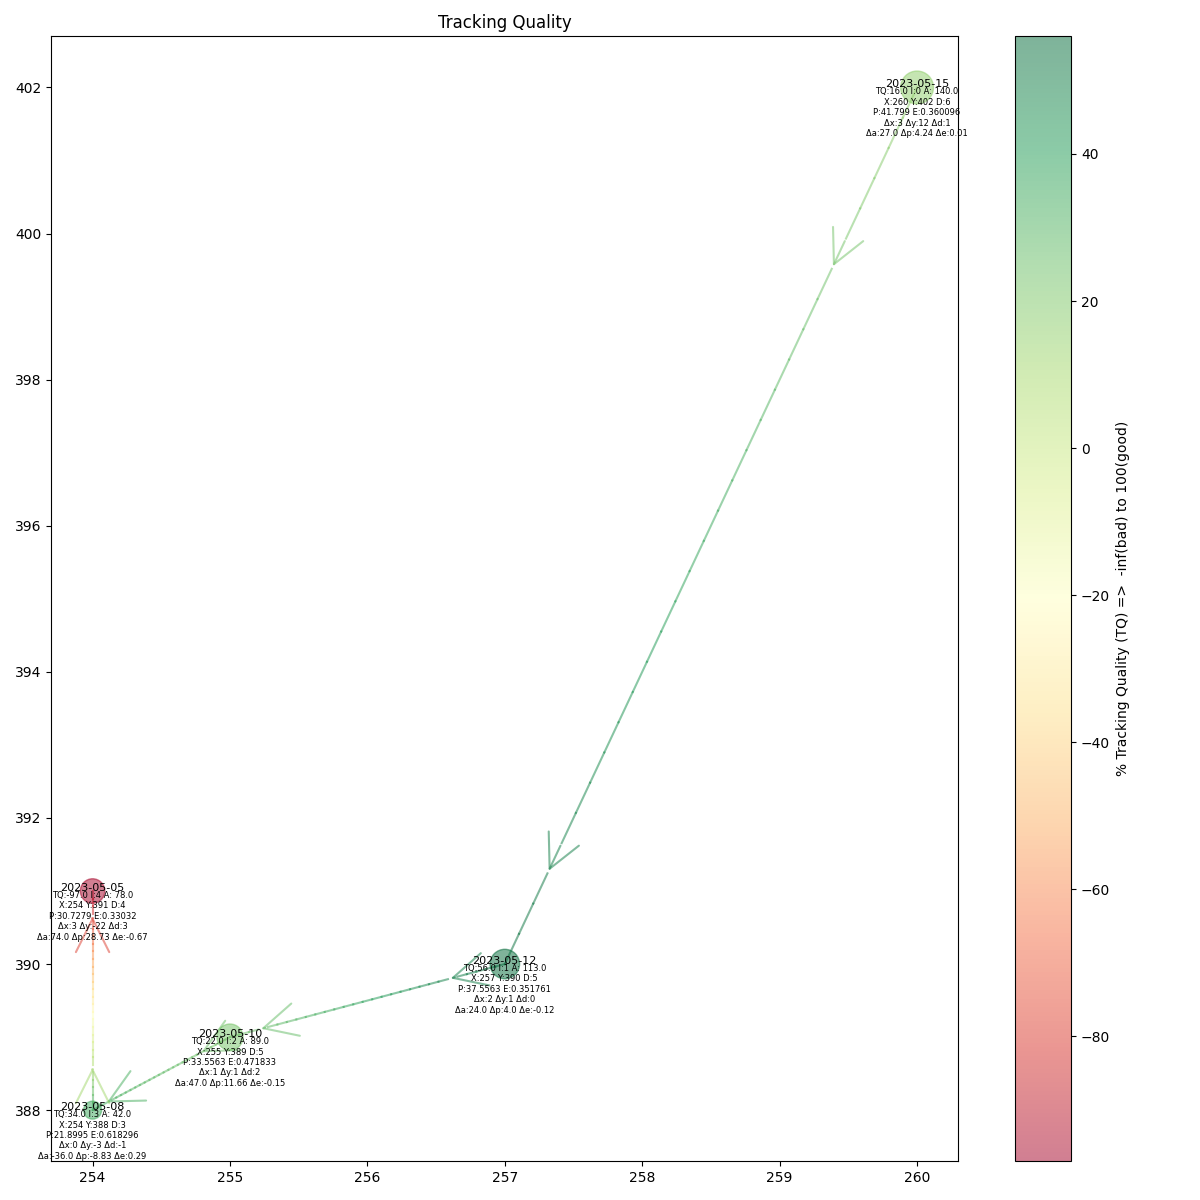 Tracking Quality
402
400
398
396
394
392
390
388
254
255
256
257
258
259
260
2023-05-15
TQ:16.0 I:0 A: 140.0
X:260 Y:402 D:6
P:41.799 E:0.360096
Δx:3 Δy:12 Δd:1
Δa:27.0 Δp:4.24 Δe:0.01
2023-05-05
TQ:-97.0 I:4 A: 78.0
X:254 Y:391 D:4
P:30.7279 E:0.33032
Δx:3 Δy:-22 Δd:3
Δa:74.0 Δp:28.73 Δe:-0.67
2023-05-12
TQ:56.0 I:1 A: 113.0
X:257 Y:390 D:5
P:37.5563 E:0.351761
Δx:2 Δy:1 Δd:0
Δa:24.0 Δp:4.0 Δe:-0.12
2023-05-10
TQ:22.0 I:2 A: 89.0
X:255 Y:389 D:5
P:33.5563 E:0.471833
Δx:1 Δy:1 Δd:2
Δa:47.0 Δp:11.66 Δe:-0.15
2023-05-08
TQ:34.0 I:3 A: 42.0
X:254 Y:388 D:3
P:21.8995 E:0.618296
Δx:0 Δy:-3 Δd:-1
Δa:-36.0 Δp:-8.83 Δe:0.29
40
20
0
−20
−40
−60
−80
% Tracking Quality (TQ) => -inf(bad) to 100(good)